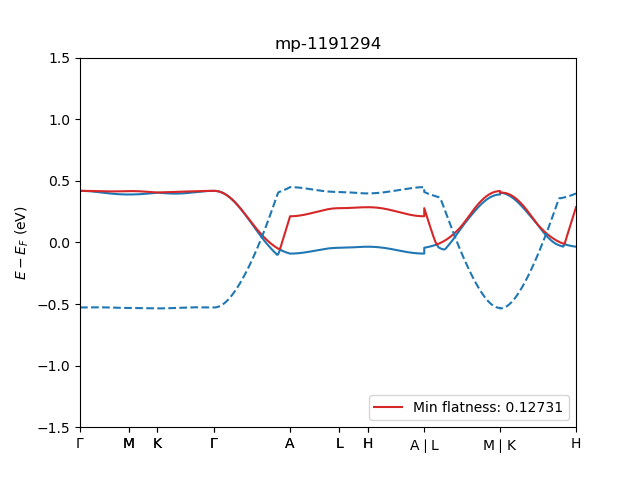 mp-1191294
1.5
1.0
0.5
0.0
−0.5
−1.0
−1.5
E − E_F (eV)
Min flatness: 0.12731
Γ M K Γ A L H A | L M | K H